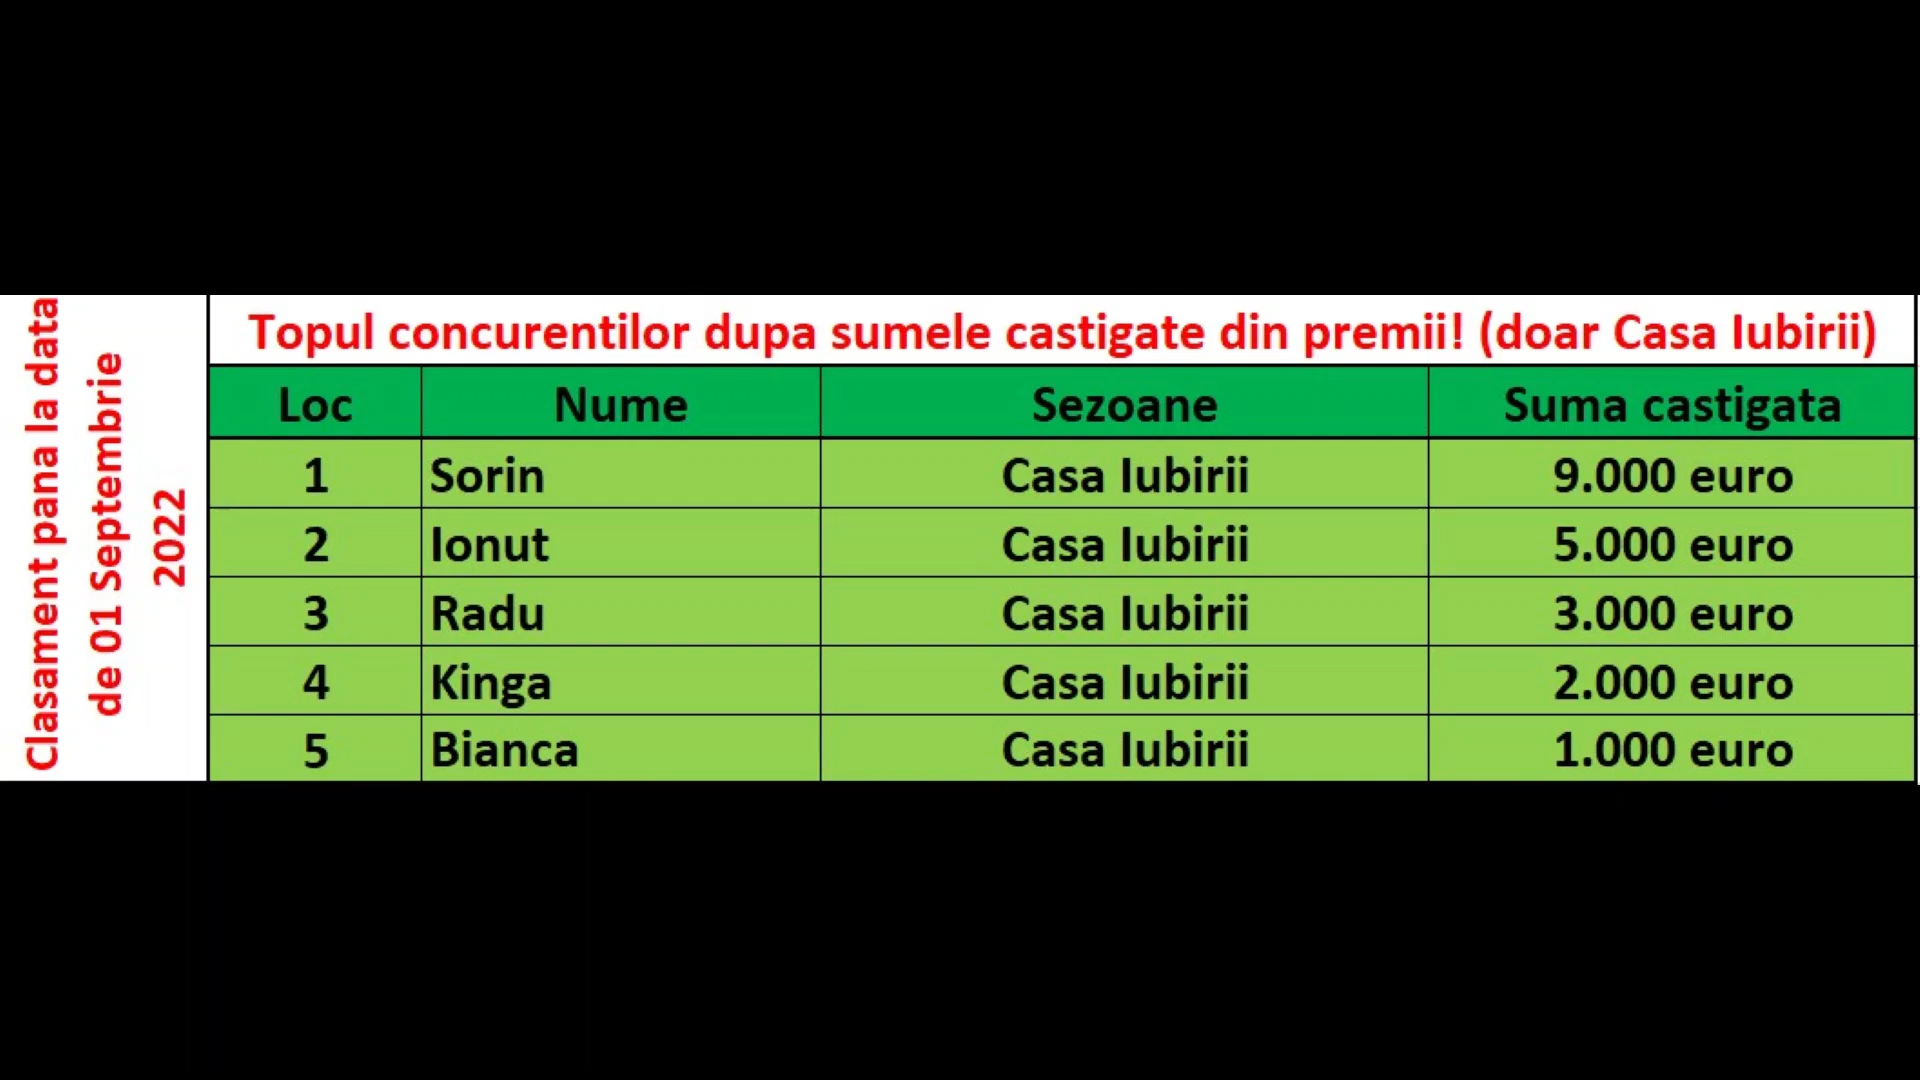 Clasament pana la data
de 01 Septembrie
2022
Topul concurentilor dupa sumele castigate din premii! (doar Casa Iubirii)
Loc Nume Sezoane Suma castigata
1 Sorin Casa Iubirii 9.000 euro
2 Ionut Casa Iubirii 5.000 euro
3 Radu Casa Iubirii 3.000 euro
4 Kinga Casa Iubirii 2.000 euro
5 Bianca Casa Iubirii 1.000 euro